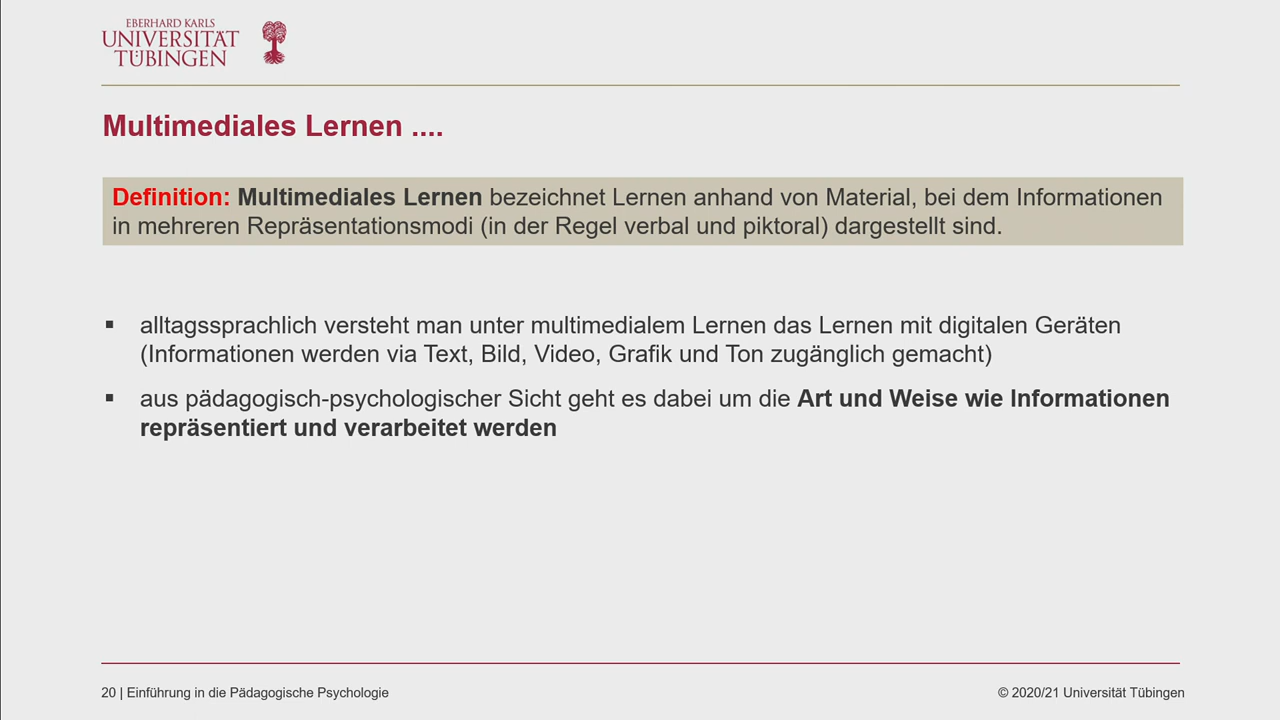 EBERHARD KARLS
UNIVERSITÄT
TÜBINGEN
Multimediales Lernen ....
Definition: Multimediales Lernen bezeichnet Lernen anhand von Material, bei dem Informationen
in mehreren Repräsentationsmodi (in der Regel verbal und piktoral) dargestellt sind.
▪ alltagssprachlich versteht man unter multimedialem Lernen das Lernen mit digitalen Geräten
(Informationen werden via Text, Bild, Video, Grafik und Ton zugänglich gemacht)
▪ aus pädagogisch-psychologischer Sicht geht es dabei um die Art und Weise wie Informationen
repräsentiert und verarbeitet werden
20 | Einführung in die Pädagogische Psychologie
© 2020/21 Universität Tübingen